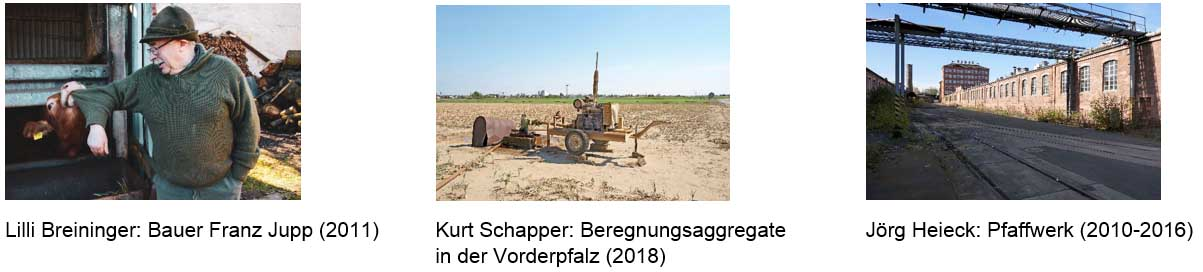 Lilli Breininger: Bauer Franz Jupp (2011)
Kurt Schapper: Beregnungsaggregate
in der Vorderpfalz (2018)
Jörg Heieck: Pfaffwerk (2010-2016)